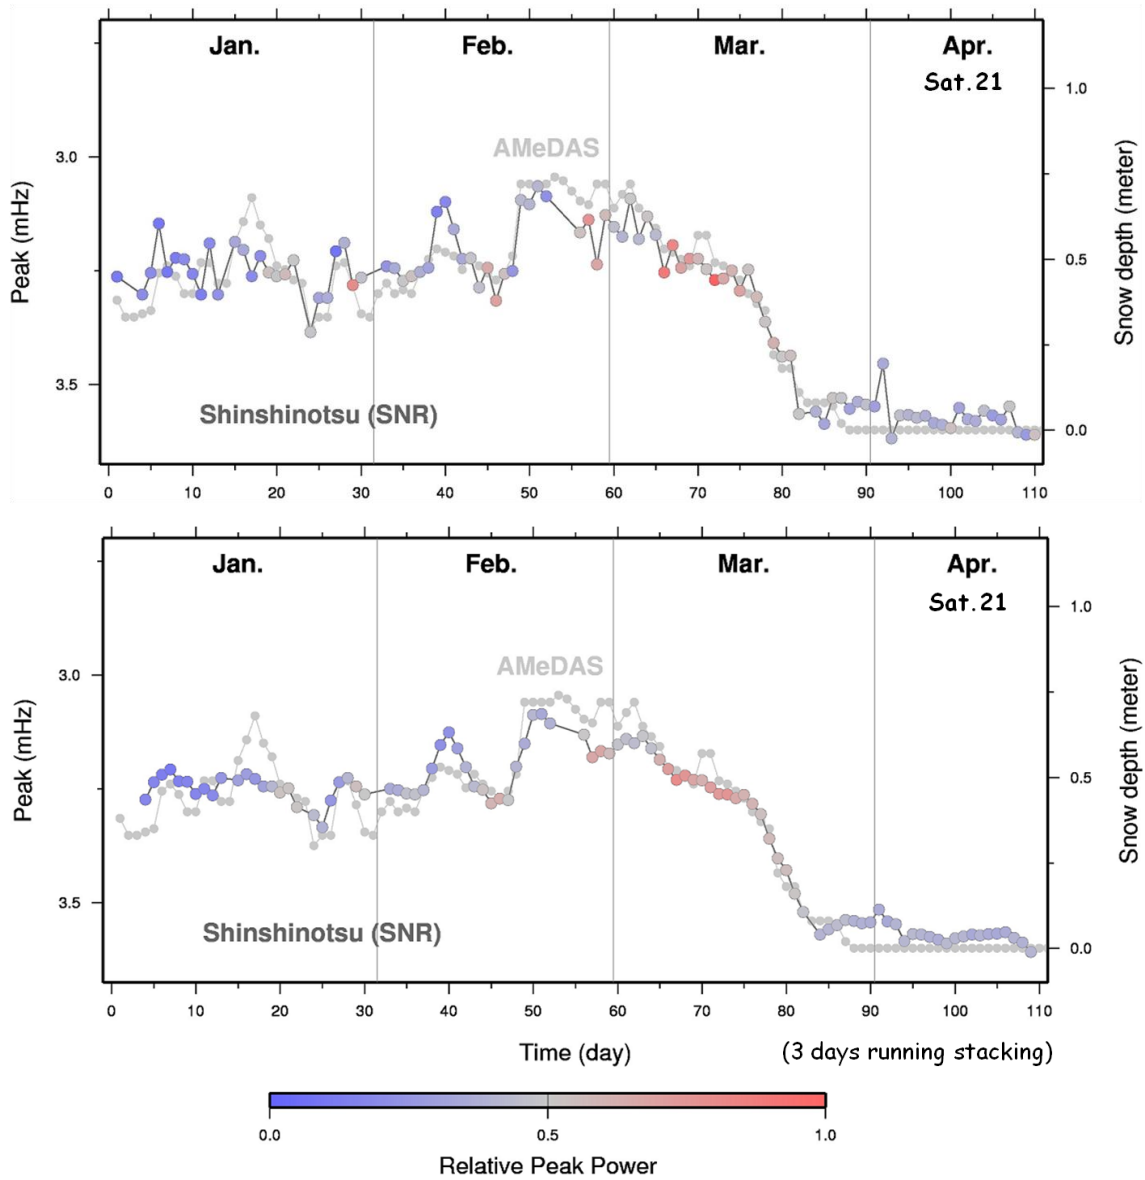 Jan.
Feb.
Mar.
Apr.
Sat.21
1.0
3.0
AMeDAS
Peak (mHz)
0.5
Snow depth (meter)
3.5
Shinshinotsu (SNR)
0.0
0 10 20 30 40 50 60 70 80 90 100 110
Jan.
Feb.
Mar.
Apr.
Sat.21
1.0
3.0
AMeDAS
Peak (mHz)
0.5
Snow depth (meter)
3.5
Shinshinotsu (SNR)
0.0
0 10 20 30 40 50 60 70 80 90 100 110
Time (day)
(3 days running stacking)
0.0 0.5 1.0
Relative Peak Power